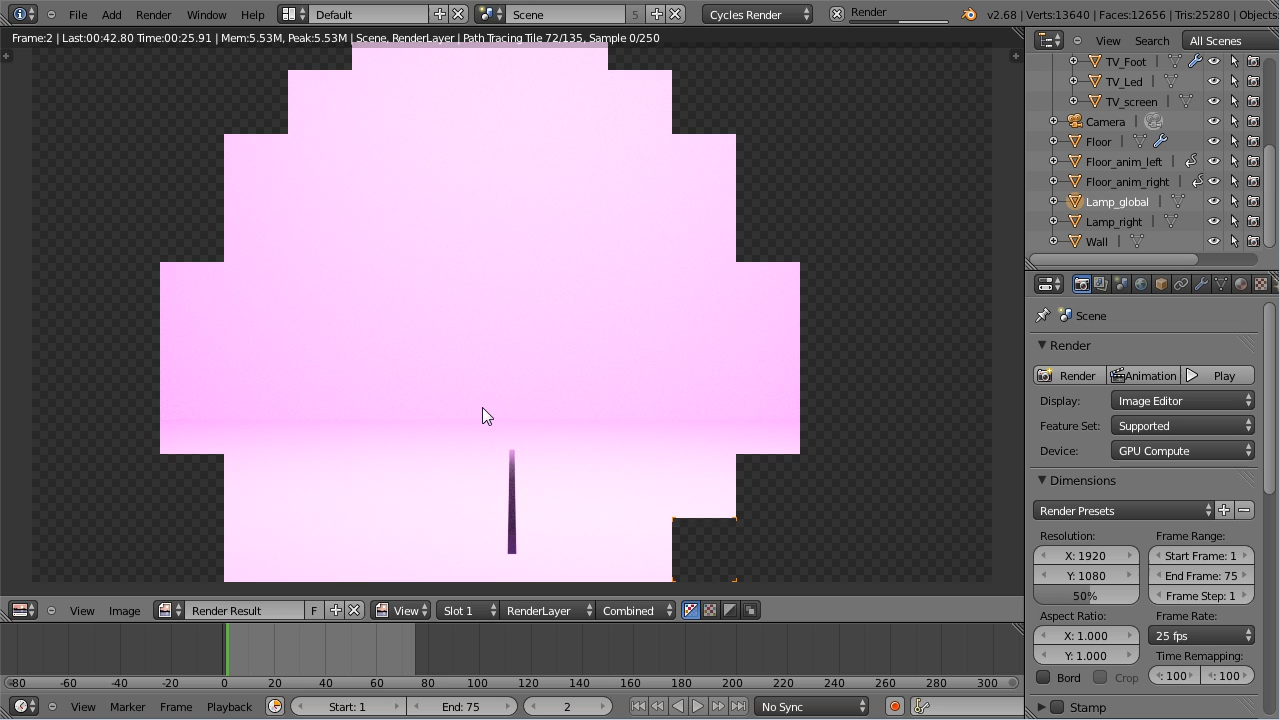 File Add Render Window Help Default Scene 5 Cycles Render Render v2.68 | Verts:13640 | Faces:12656 | Tris:25280 | Objects
Frame:2 | Last:00:42.80 Time:00:25.91 | Mem:5.53M, Peak:5.53M | Scene, RenderLayer | Path Tracing Tile 72/135, Sample 0/250
View Search All Scenes
TV_Foot
TV_Led
TV_screen
Camera
Floor
Floor_anim_left
Floor_anim_right
Lamp_global
Lamp_right
Wall
Scene
Render
Render Animation Play
Display: Image Editor
Feature Set: Supported
Device: GPU Compute
Dimensions
Render Presets
Resolution: Frame Range:
X: 1920 Start Frame: 1
Y: 1080 End Frame: 75
50% Frame Step: 1
Aspect Ratio: Frame Rate:
X: 1.000 25 fps
Y: 1.000 Time Remapping:
Bord Crop : 100 : 100
Stamp
View Image Render Result F View Slot 1 RenderLayer Combined
-80 -60 -40 -20 0 20 40 60 80 100 120 140 160 180 200 220 240 260 280 300
View Marker Frame Playback Start: 1 End: 75 2 No Sync